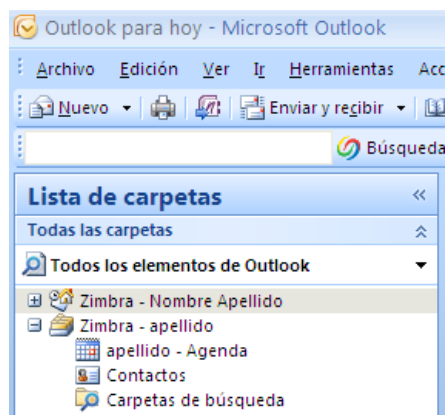 Outlook para hoy - Microsoft Outlook
Archivo Edición Ver Ir Herramientas Acc
Nuevo Enviar y recibir
Búsqueda
Lista de carpetas
Todas las carpetas
Todos los elementos de Outlook
Zimbra - Nombre Apellido
Zimbra - apellido
apellido - Agenda
Contactos
Carpetas de búsqueda